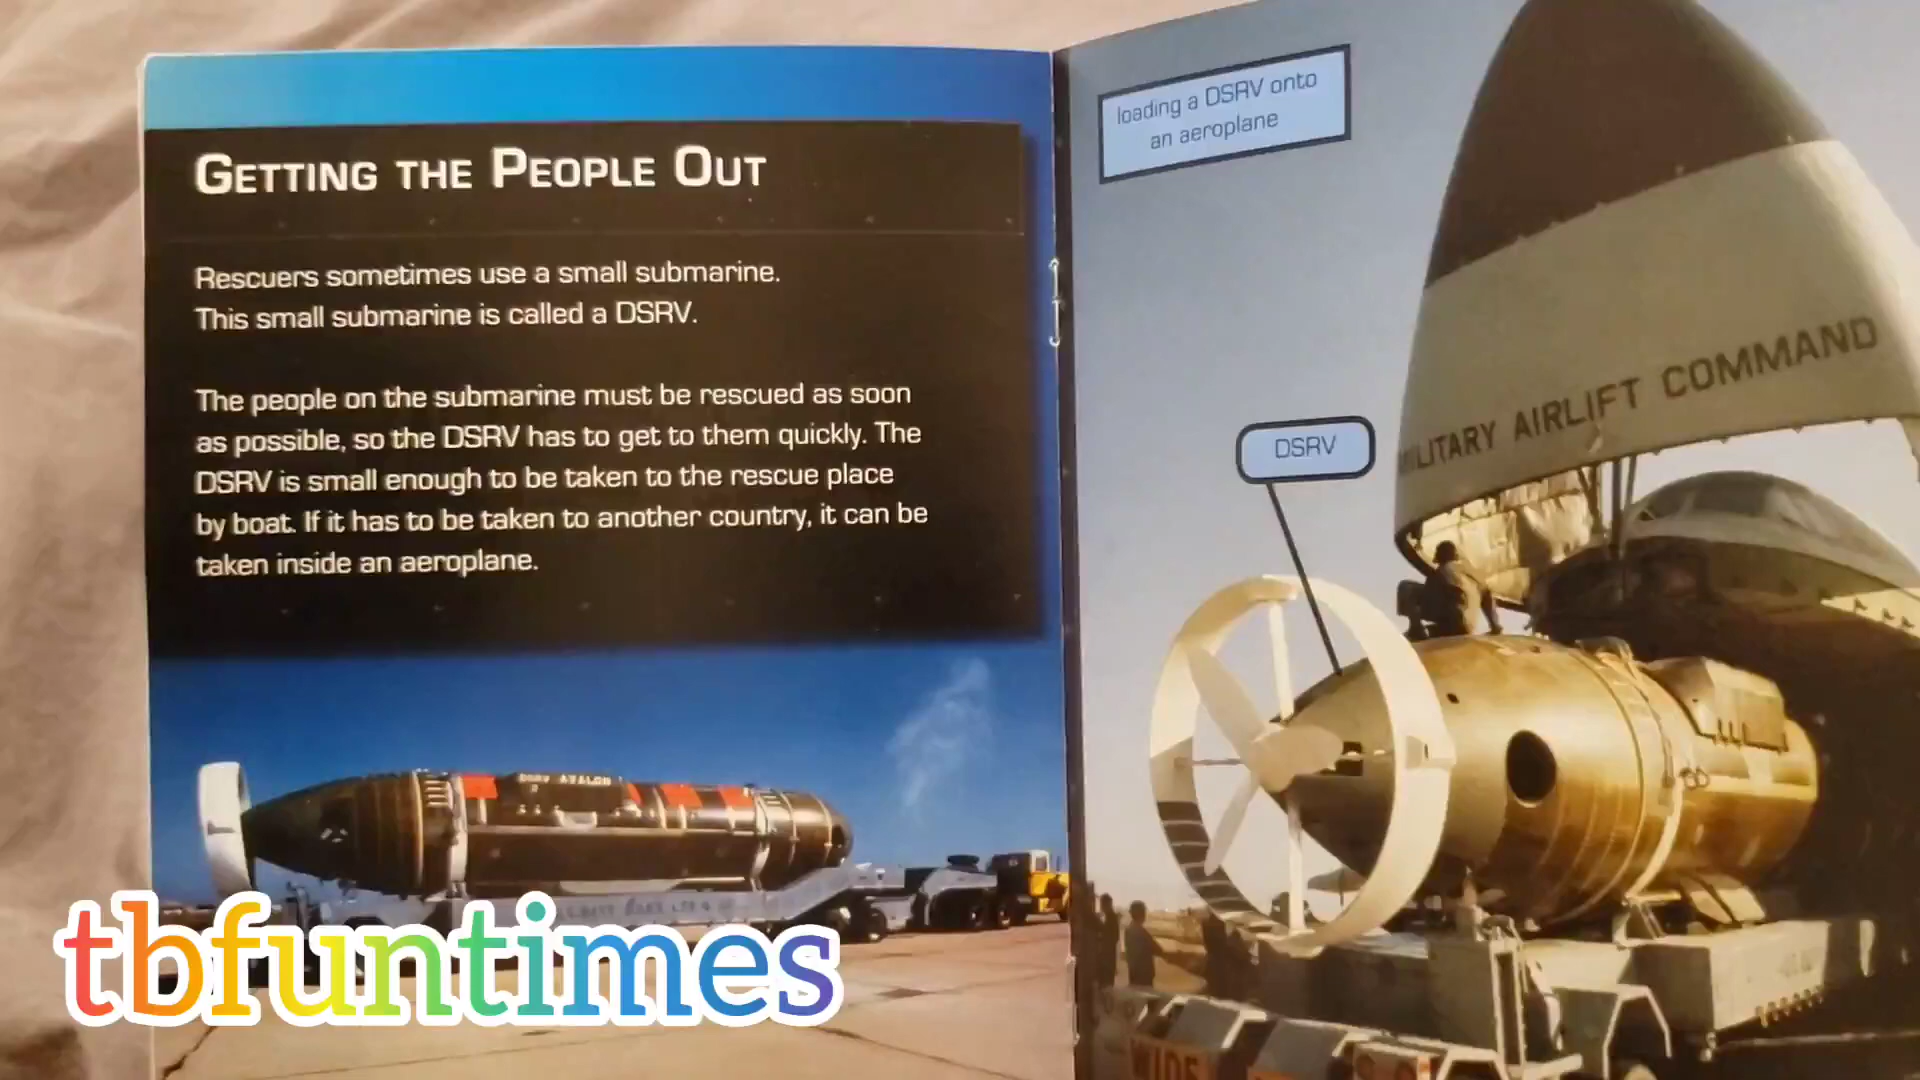 GETTING THE PEOPLE OUT
Rescuers sometimes use a small submarine.
This small submarine is called a DSRV.
The people on the submarine must be rescued as soon
as possible, so the DSRV has to get to them quickly. The
DSRV is small enough to be taken to the rescue place
by boat. If it has to be taken to another country, it can be
taken inside an aeroplane.
DSRV AVALON
tbfuntimes
loading a DSRV onto
an aeroplane
MILITARY AIRLIFT COMMAND
DSRV
WIDE